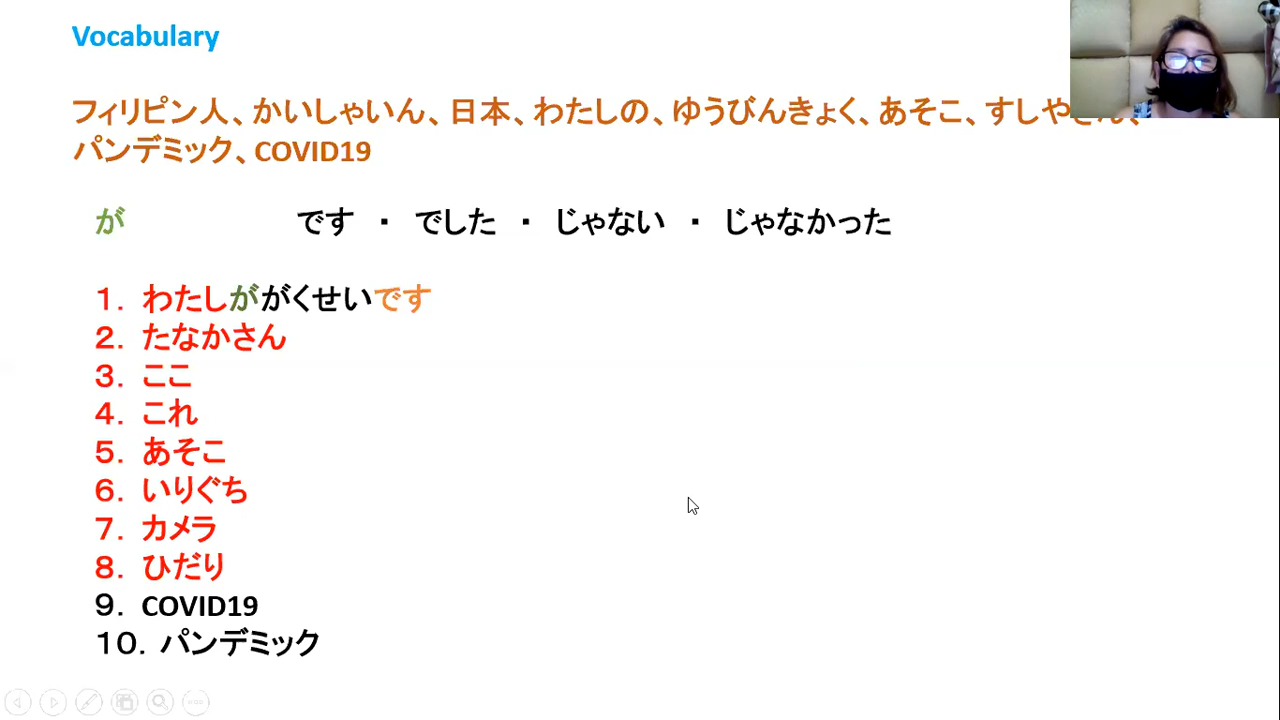 Vocabulary
フィリピン人、かいしゃいん、日本、わたしの、ゆうびんきょく、あそこ、すしやさん、
パンデミック、COVID19
が です ・ でした ・ じゃない ・ じゃなかった
１．わたしががくせいです
２．たなかさん
３．ここ
４．これ
５．あそこ
６．いりぐち
７．カメラ
８．ひだり
９．COVID19
１０．パンデミック